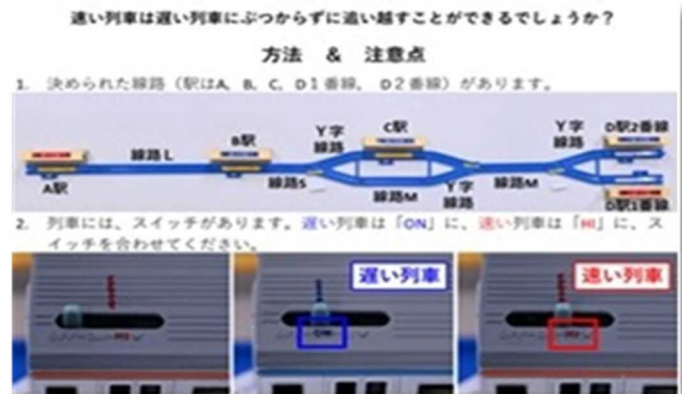 速い列車は遅い列車にぶつからずに追い越すことができるでしょうか？
方法 ＆ 注意点
1. 決められた線路（駅はA、B、C、D1番線、D2番線）があります。
A駅
線路L
B駅
線路S
Y字
線路
C駅
線路M
Y字
線路
線路M
Y字
線路
D駅2番線
D駅1番線
2. 列車には、スイッチがあります。遅い列車は「ON」に、速い列車は「HI」に、ス
イッチを合わせてください。
遅い列車
ON
速い列車
HI